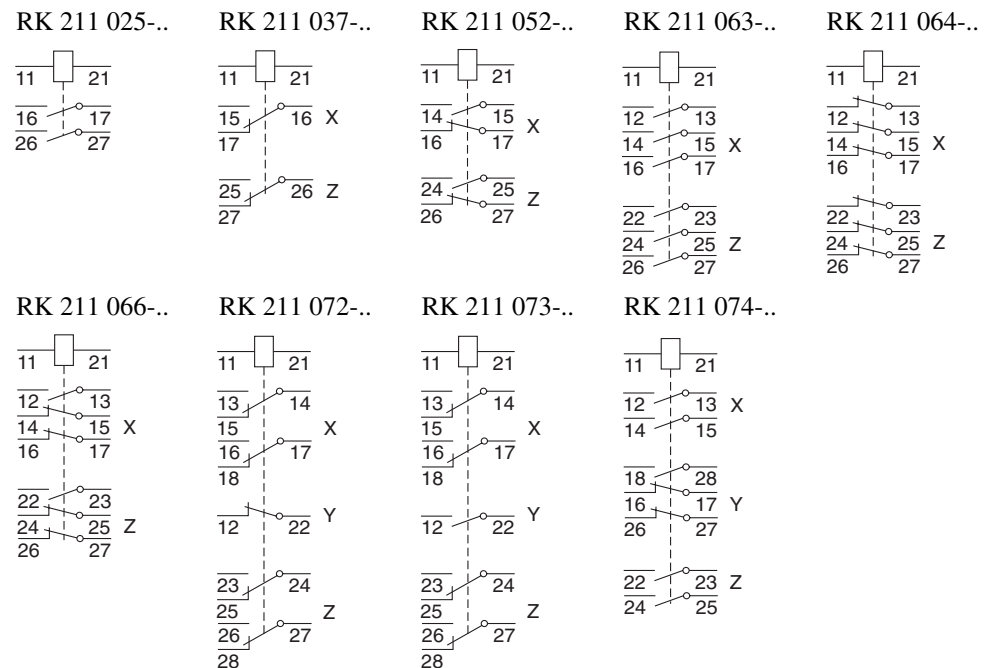 RK 211 025-.. RK 211 037-.. RK 211 052-.. RK 211 063-.. RK 211 064-..
11 21 11 21 11 21 11 21 11 21
16 17
26 27
15 16 X
17
25 26 Z
27
14 15
X
16 17
24 25
Z
26 27
12 13
14 15 X
16 17
22 23
24 25 Z
26 27
12 13
14 15 X
16 17
22 23
24 25 Z
26 27
RK 211 066-.. RK 211 072-.. RK 211 073-.. RK 211 074-..
11 21 11 21 11 21 11 21
12 13
14 15 X
16 17
22 23
24 25 Z
26 27
13 14
15 X
16 17
18
12 22 Y
23 24
25 Z
26 27
28
13 14
15 X
16 17
18
12 22 Y
23 24
25 Z
26 27
28
12 13 X
14 15
18 28
16 17 Y
26 27
22 23 Z
24 25